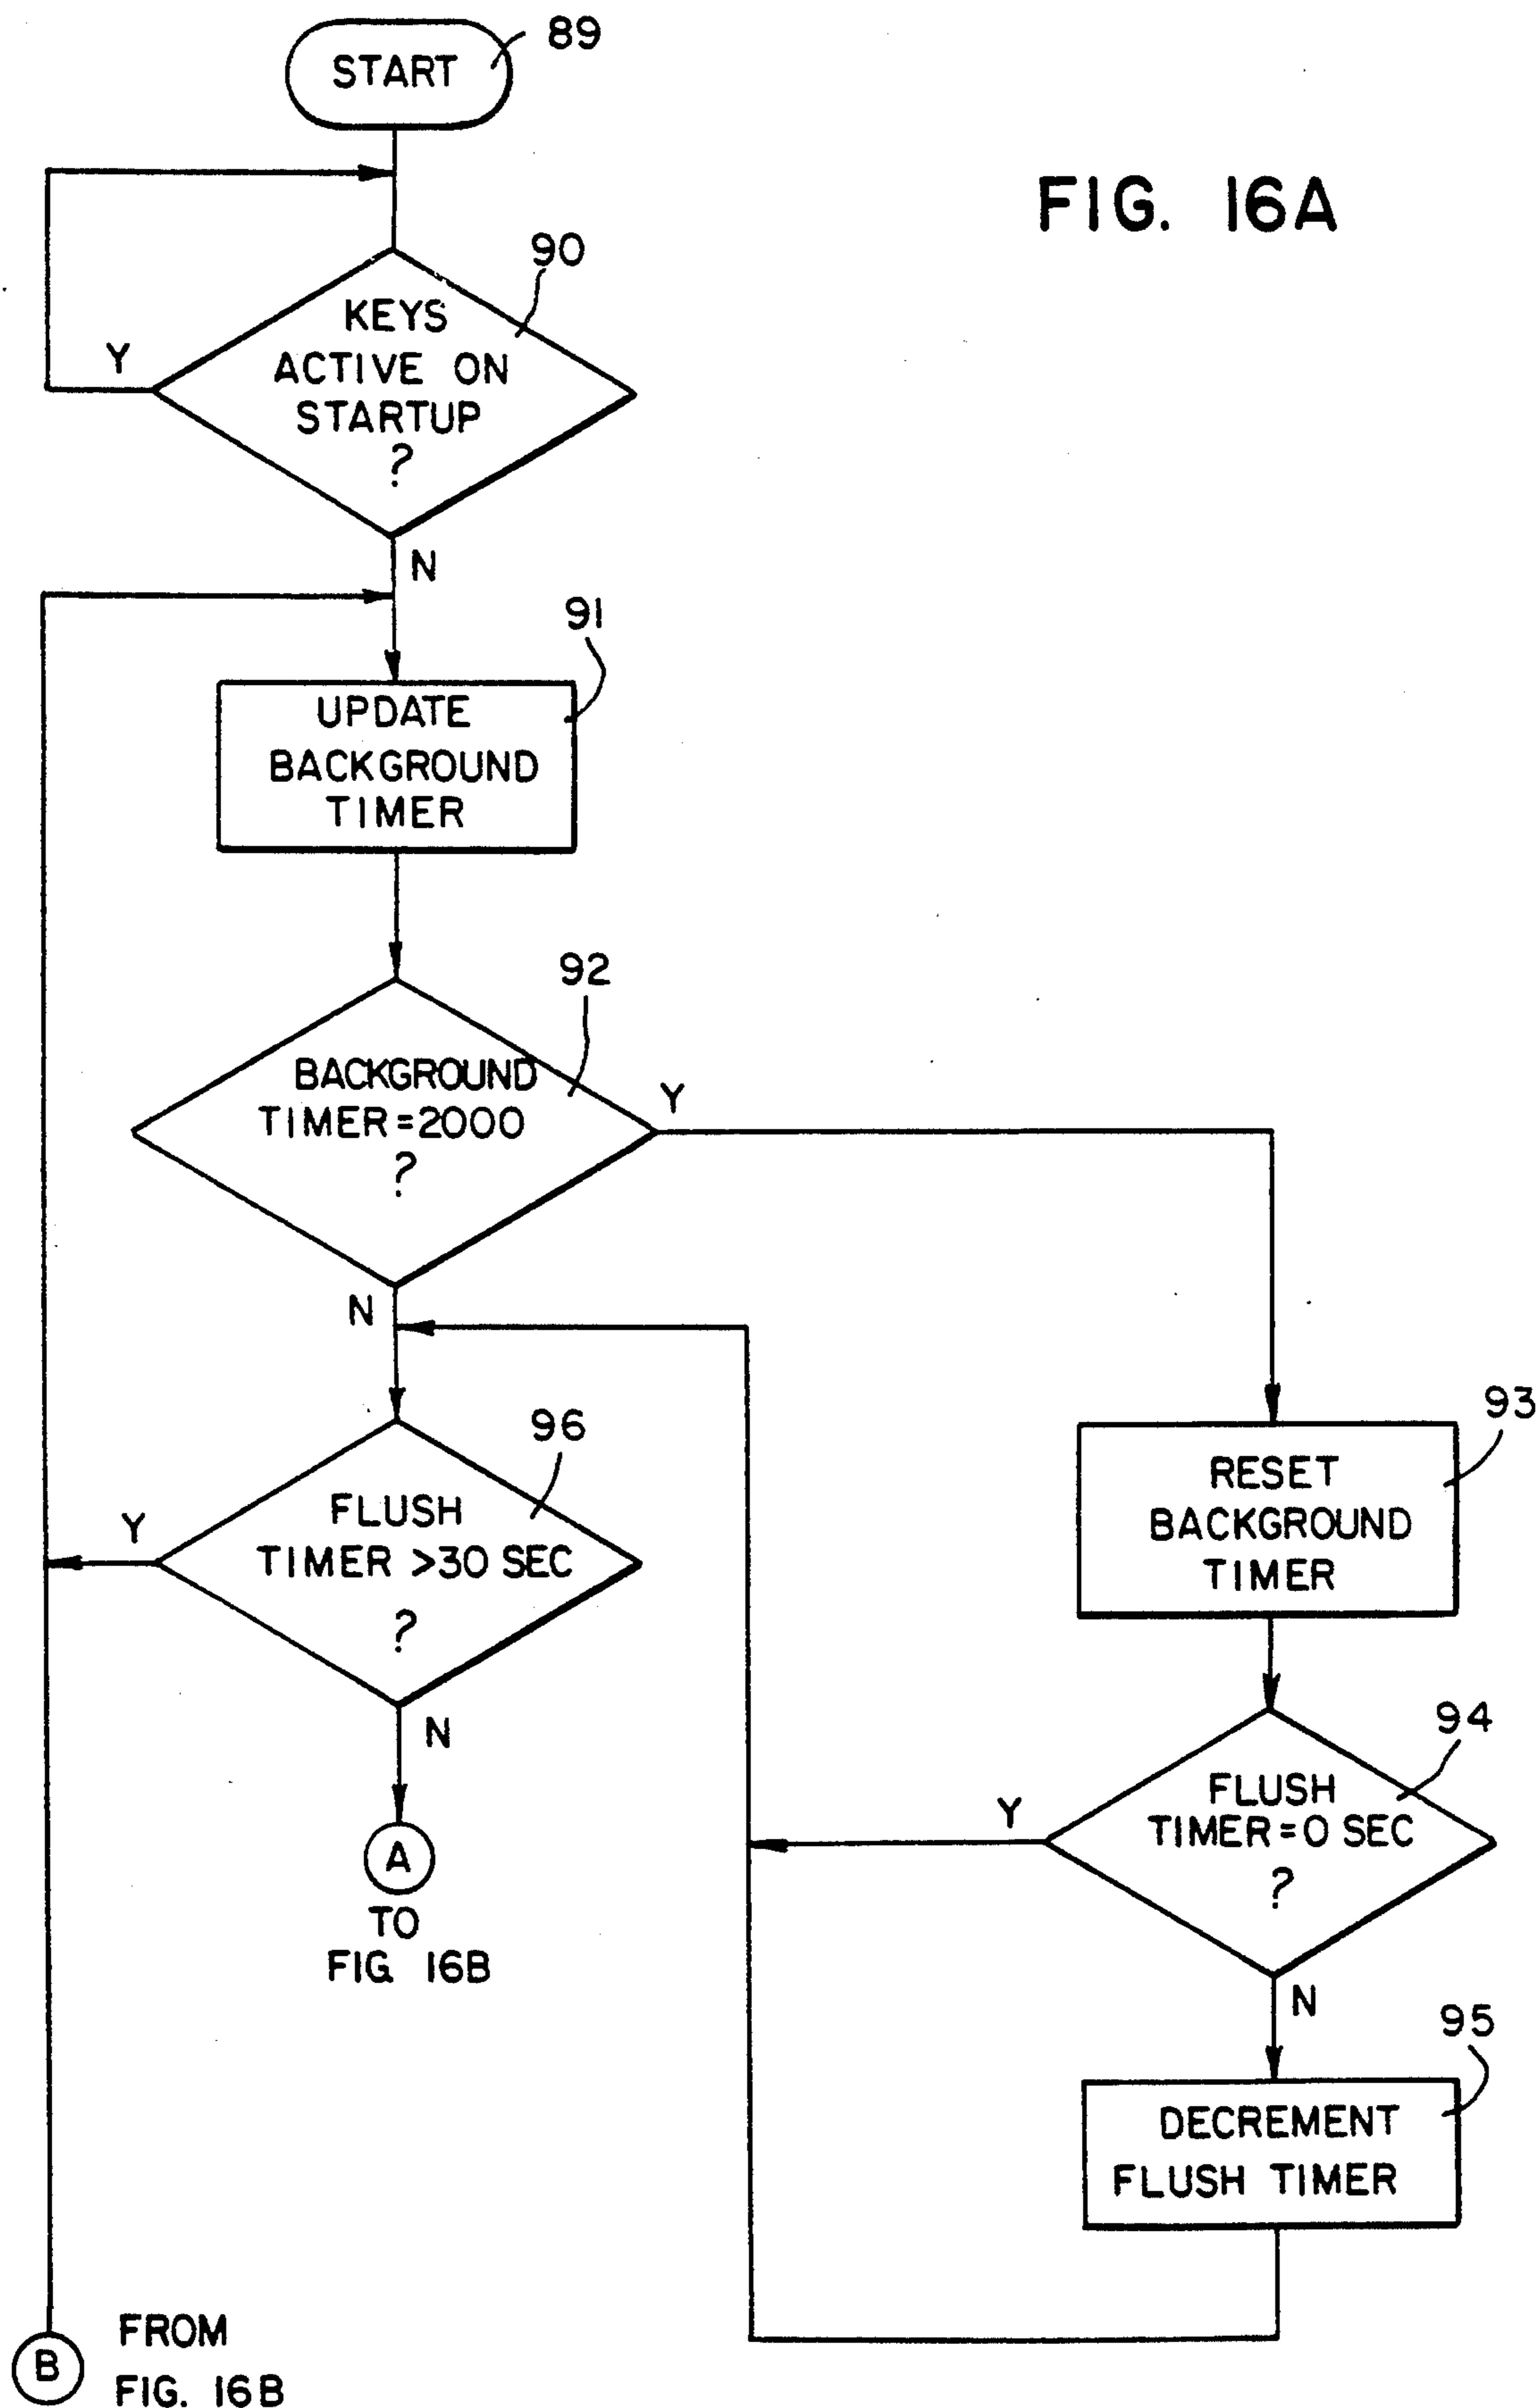 89
START
FIG. 16A
90
KEYS
ACTIVE ON
STARTUP
?
Y
N
91
UPDATE
BACKGROUND
TIMER
92
BACKGROUND
TIMER=2000
?
Y
N
93
RESET
BACKGROUND
TIMER
96
FLUSH
TIMER >30 SEC
?
Y
N
94
FLUSH
TIMER=0 SEC
?
Y
N
A
TO
FIG 16B
95
DECREMENT
FLUSH TIMER
B
FROM
FIG. 16B